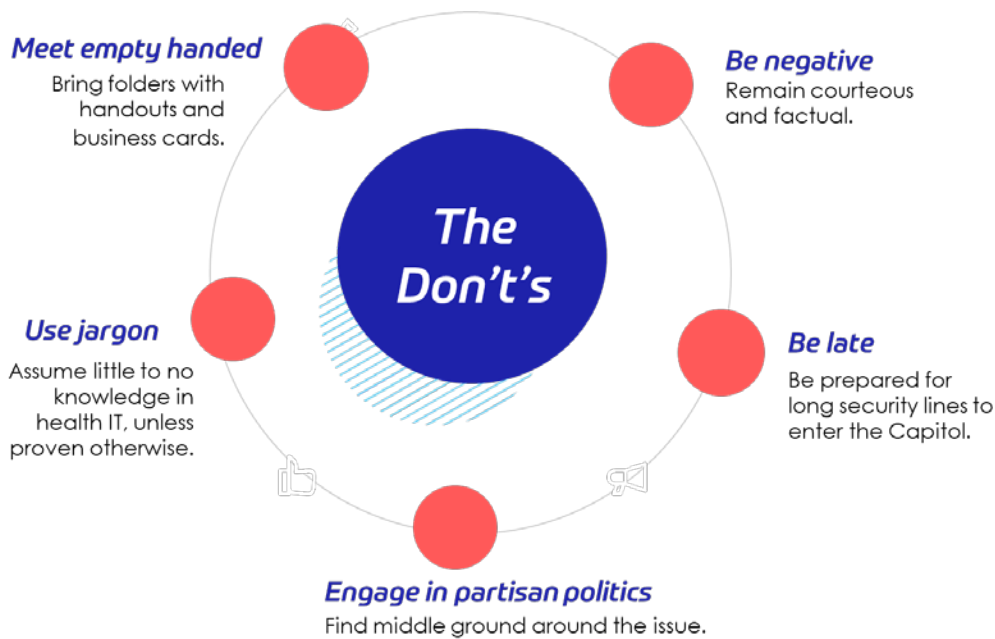 Meet empty handed
Bring folders with
handouts and
business cards.
Be negative
Remain courteous
and factual.
The
Don't's
Use jargon
Assume little to no
knowledge in
health IT, unless
proven otherwise.
Be late
Be prepared for
long security lines to
enter the Capitol.
Engage in partisan politics
Find middle ground around the issue.